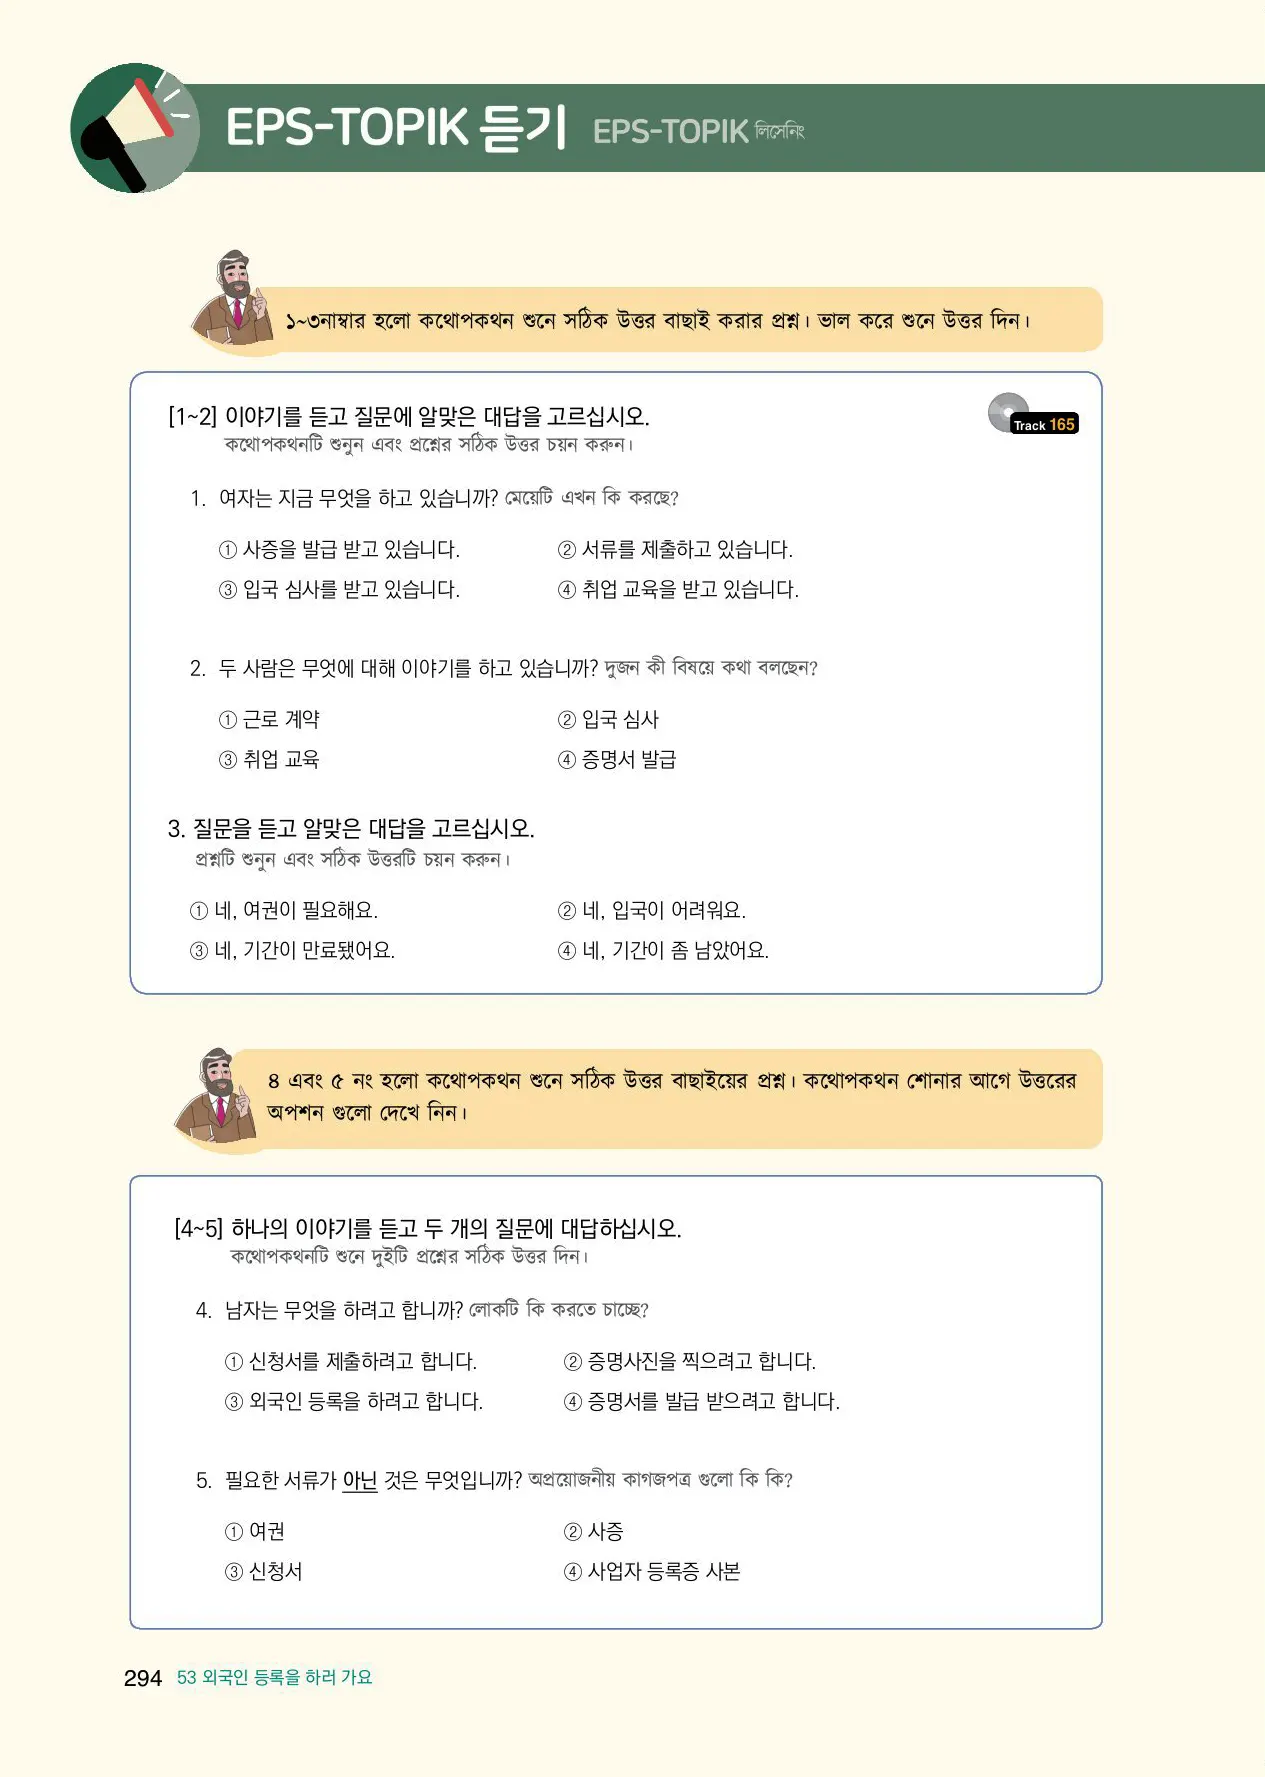 EPS-TOPIK 듣기 EPS-TOPIK লিসেনিং
১~৩নাম্বার হলো কথোপকথন শুনে সঠিক উত্তর বাছাই করার প্রশ্ন। ভাল করে শুনে উত্তর দিন।
[1~2] 이야기를 듣고 질문에 알맞은 대답을 고르십시오.
Track 165
কথোপকথনটি শুনুন এবং প্রশ্নের সঠিক উত্তর চয়ন করুন।
1. 여자는 지금 무엇을 하고 있습니까? মেয়েটি এখন কি করছে?
① 사증을 발급 받고 있습니다. ② 서류를 제출하고 있습니다.
③ 입국 심사를 받고 있습니다. ④ 취업 교육을 받고 있습니다.
2. 두 사람은 무엇에 대해 이야기를 하고 있습니까? দুজন কী বিষয়ে কথা বলছেন?
① 근로 계약 ② 입국 심사
③ 취업 교육 ④ 증명서 발급
3. 질문을 듣고 알맞은 대답을 고르십시오.
প্রশ্নটি শুনুন এবং সঠিক উত্তরটি চয়ন করুন।
① 네, 여권이 필요해요. ② 네, 입국이 어려워요.
③ 네, 기간이 만료됐어요. ④ 네, 기간이 좀 남았어요.
৪ এবং ৫ নং হলো কথোপকথন শুনে সঠিক উত্তর বাছাইয়ের প্রশ্ন। কথোপকথন শোনার আগে উত্তরের
অপশন গুলো দেখে নিন।
[4~5] 하나의 이야기를 듣고 두 개의 질문에 대답하십시오.
কথোপকথনটি শুনে দুইটি প্রশ্নের সঠিক উত্তর দিন।
4. 남자는 무엇을 하려고 합니까? লোকটি কি করতে চাচ্ছে?
① 신청서를 제출하려고 합니다. ② 증명사진을 찍으려고 합니다.
③ 외국인 등록을 하려고 합니다. ④ 증명서를 발급 받으려고 합니다.
5. 필요한 서류가 아닌 것은 무엇입니까? অপ্রয়োজনীয় কাগজপত্র গুলো কি কি?
① 여권 ② 사증
③ 신청서 ④ 사업자 등록증 사본
294 53 외국인 등록을 하러 가요